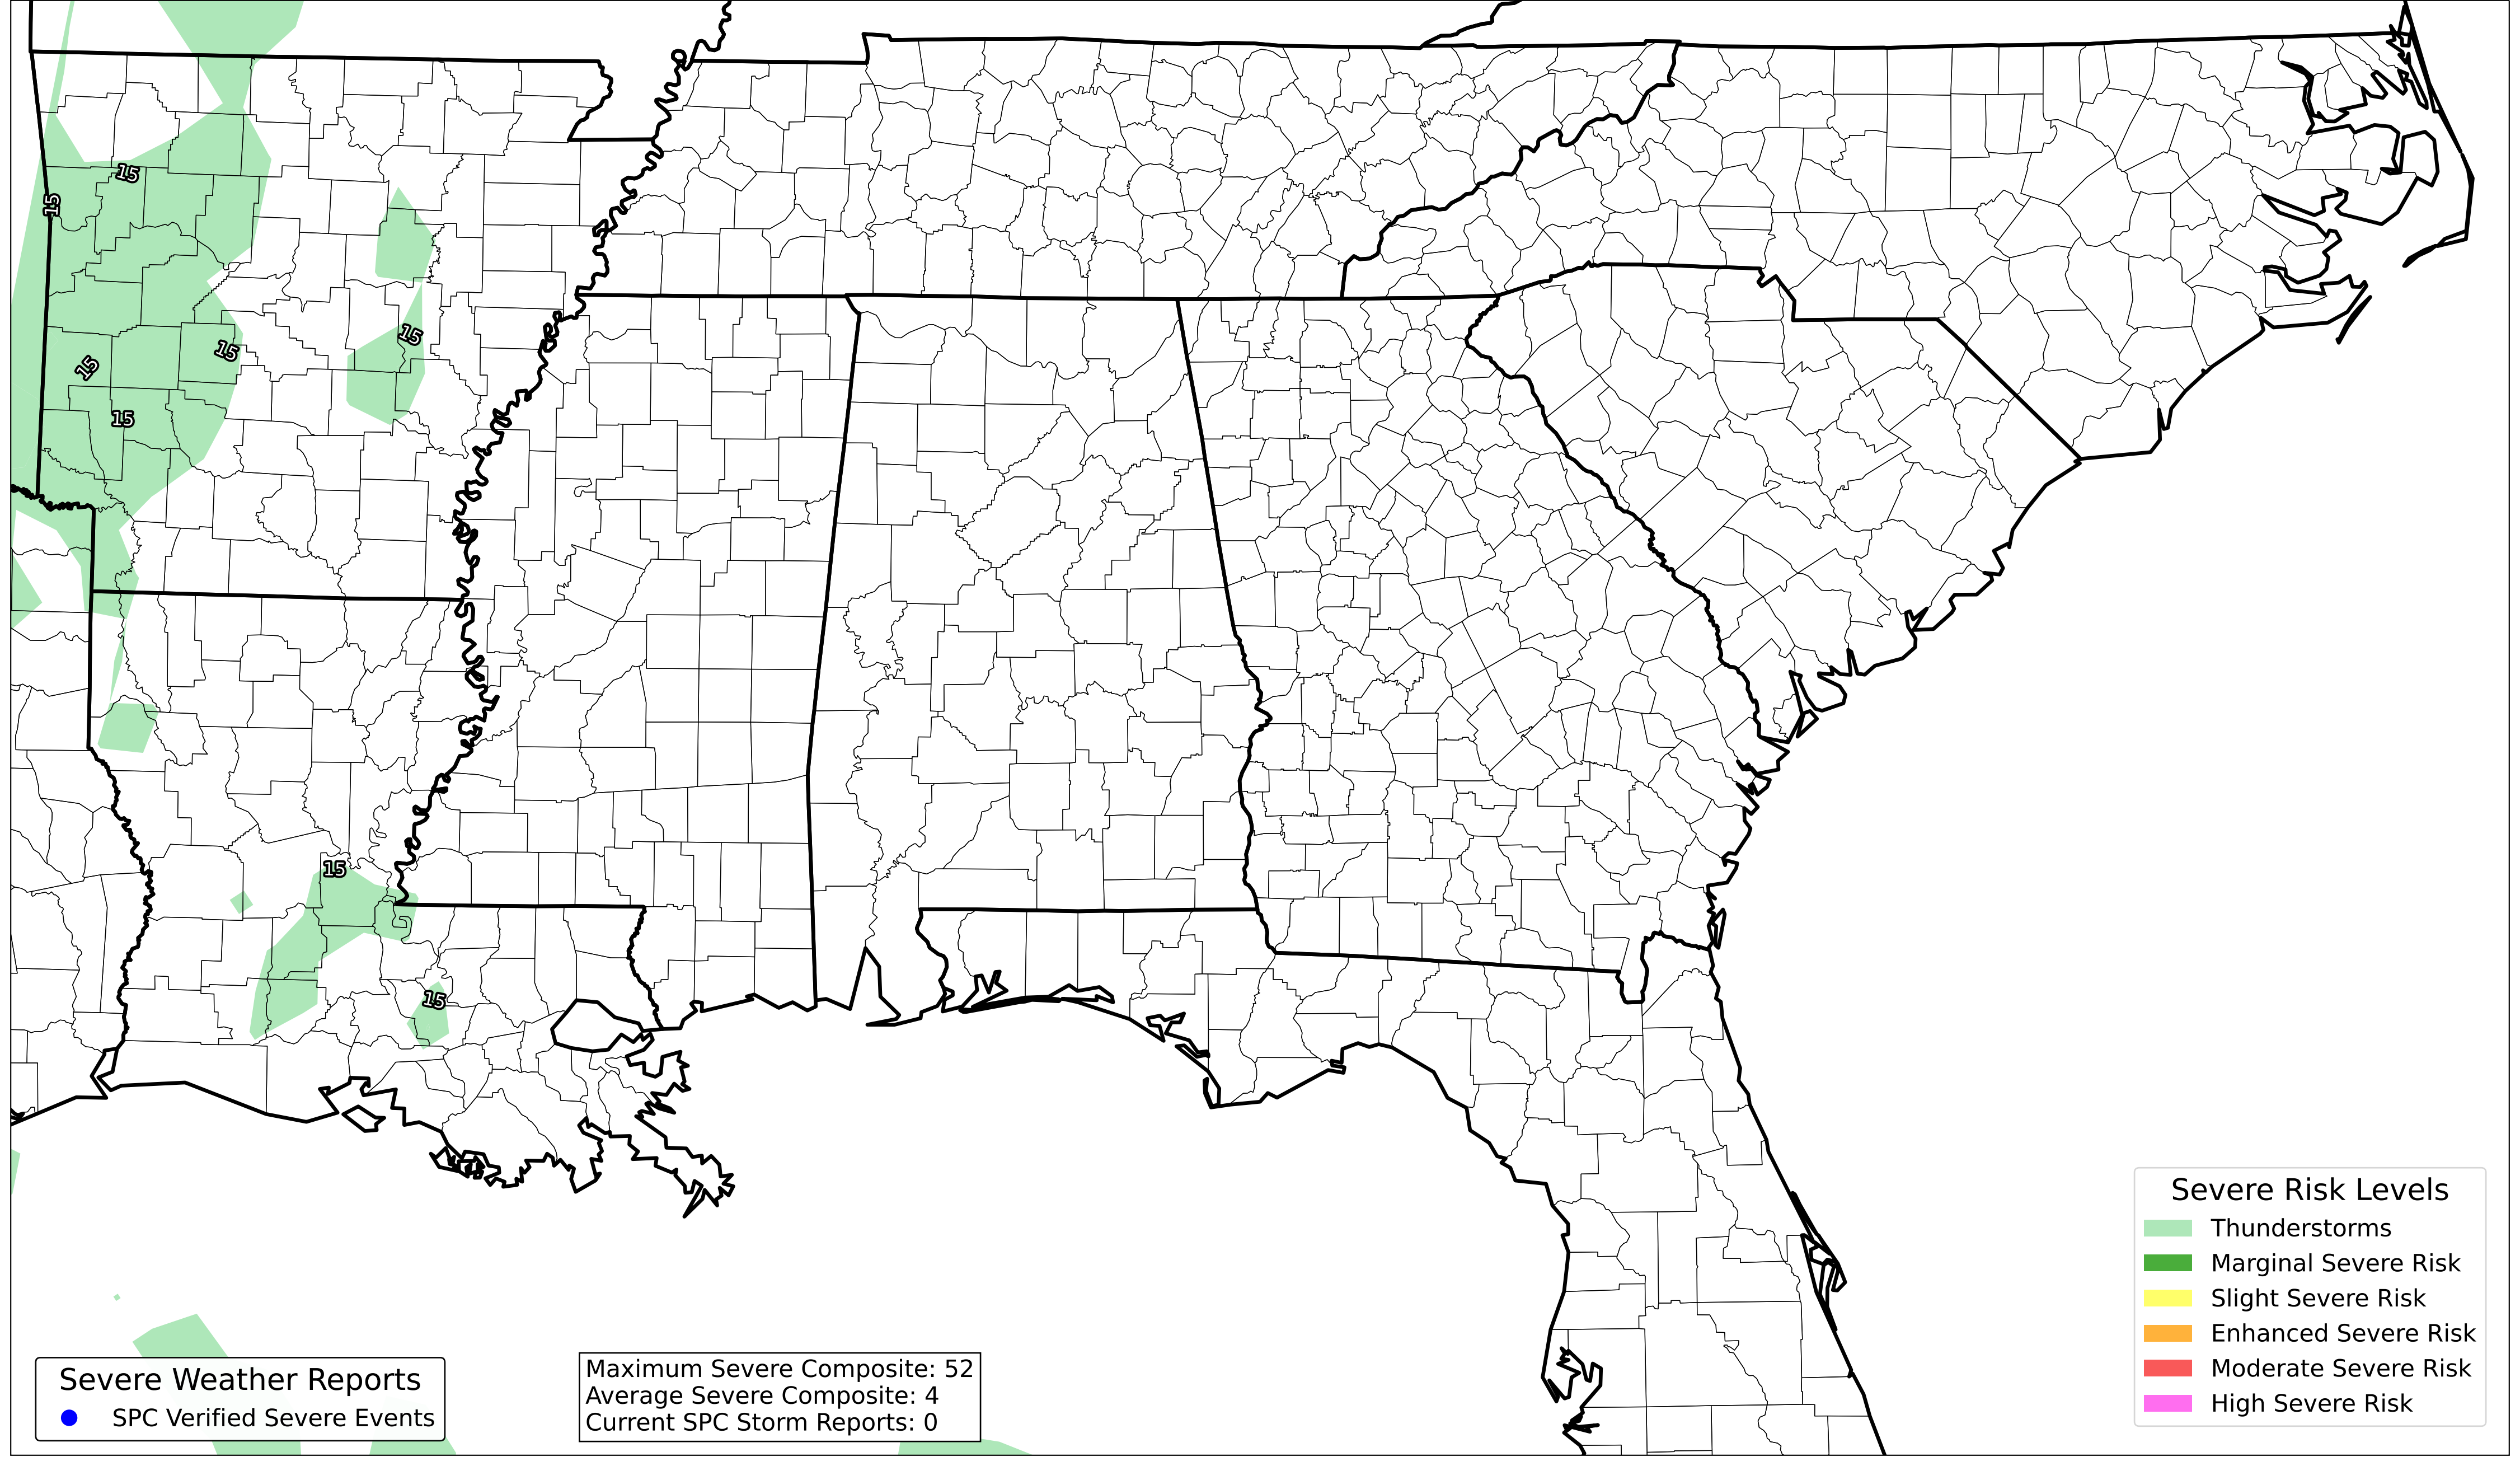 15
15
15
15
15
15
15
15
Severe Risk Levels
Thunderstorms
Marginal Severe Risk
Slight Severe Risk
Enhanced Severe Risk
Moderate Severe Risk
High Severe Risk
Severe Weather Reports
SPC Verified Severe Events
Maximum Severe Composite: 52
Average Severe Composite: 4
Current SPC Storm Reports: 0